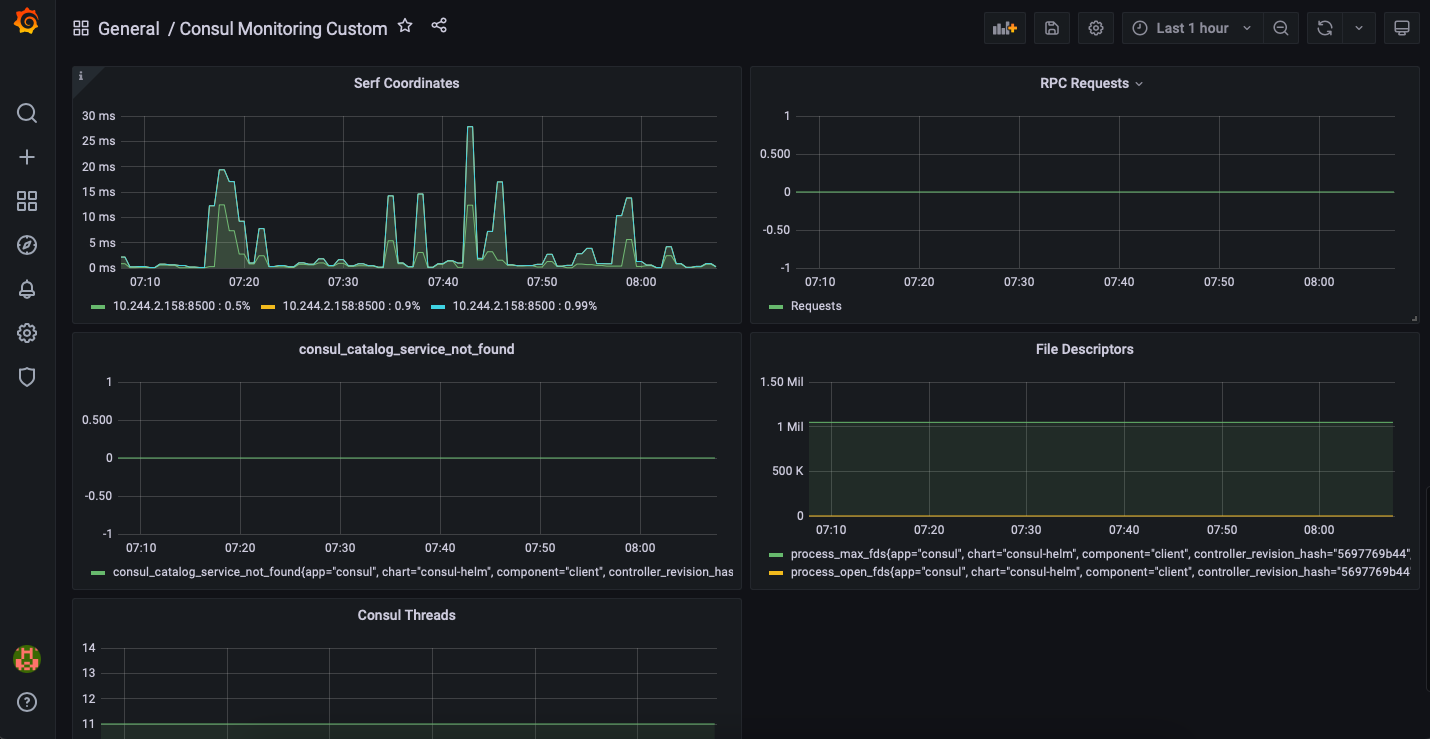 General / Consul Monitoring Custom
Last 1 hour
i
Serf Coordinates
30 ms
25 ms
20 ms
15 ms
10 ms
5 ms
0 ms
07:10 07:20 07:30 07:40 07:50 08:00
10.244.2.158:8500 : 0.5% 10.244.2.158:8500 : 0.9% 10.244.2.158:8500 : 0.99%
RPC Requests
1
0.500
0
-0.50
-1
07:10 07:20 07:30 07:40 07:50 08:00
Requests
consul_catalog_service_not_found
1
0.500
0
-0.50
-1
07:10 07:20 07:30 07:40 07:50 08:00
consul_catalog_service_not_found{app="consul", chart="consul-helm", component="client", controller_revision_has
File Descriptors
1.50 Mil
1 Mil
500 K
0
07:10 07:20 07:30 07:40 07:50 08:00
process_max_fds{app="consul", chart="consul-helm", component="client", controller_revision_hash="5697769b44",
process_open_fds{app="consul", chart="consul-helm", component="client", controller_revision_hash="5697769b44"
Consul Threads
14
13
12
11